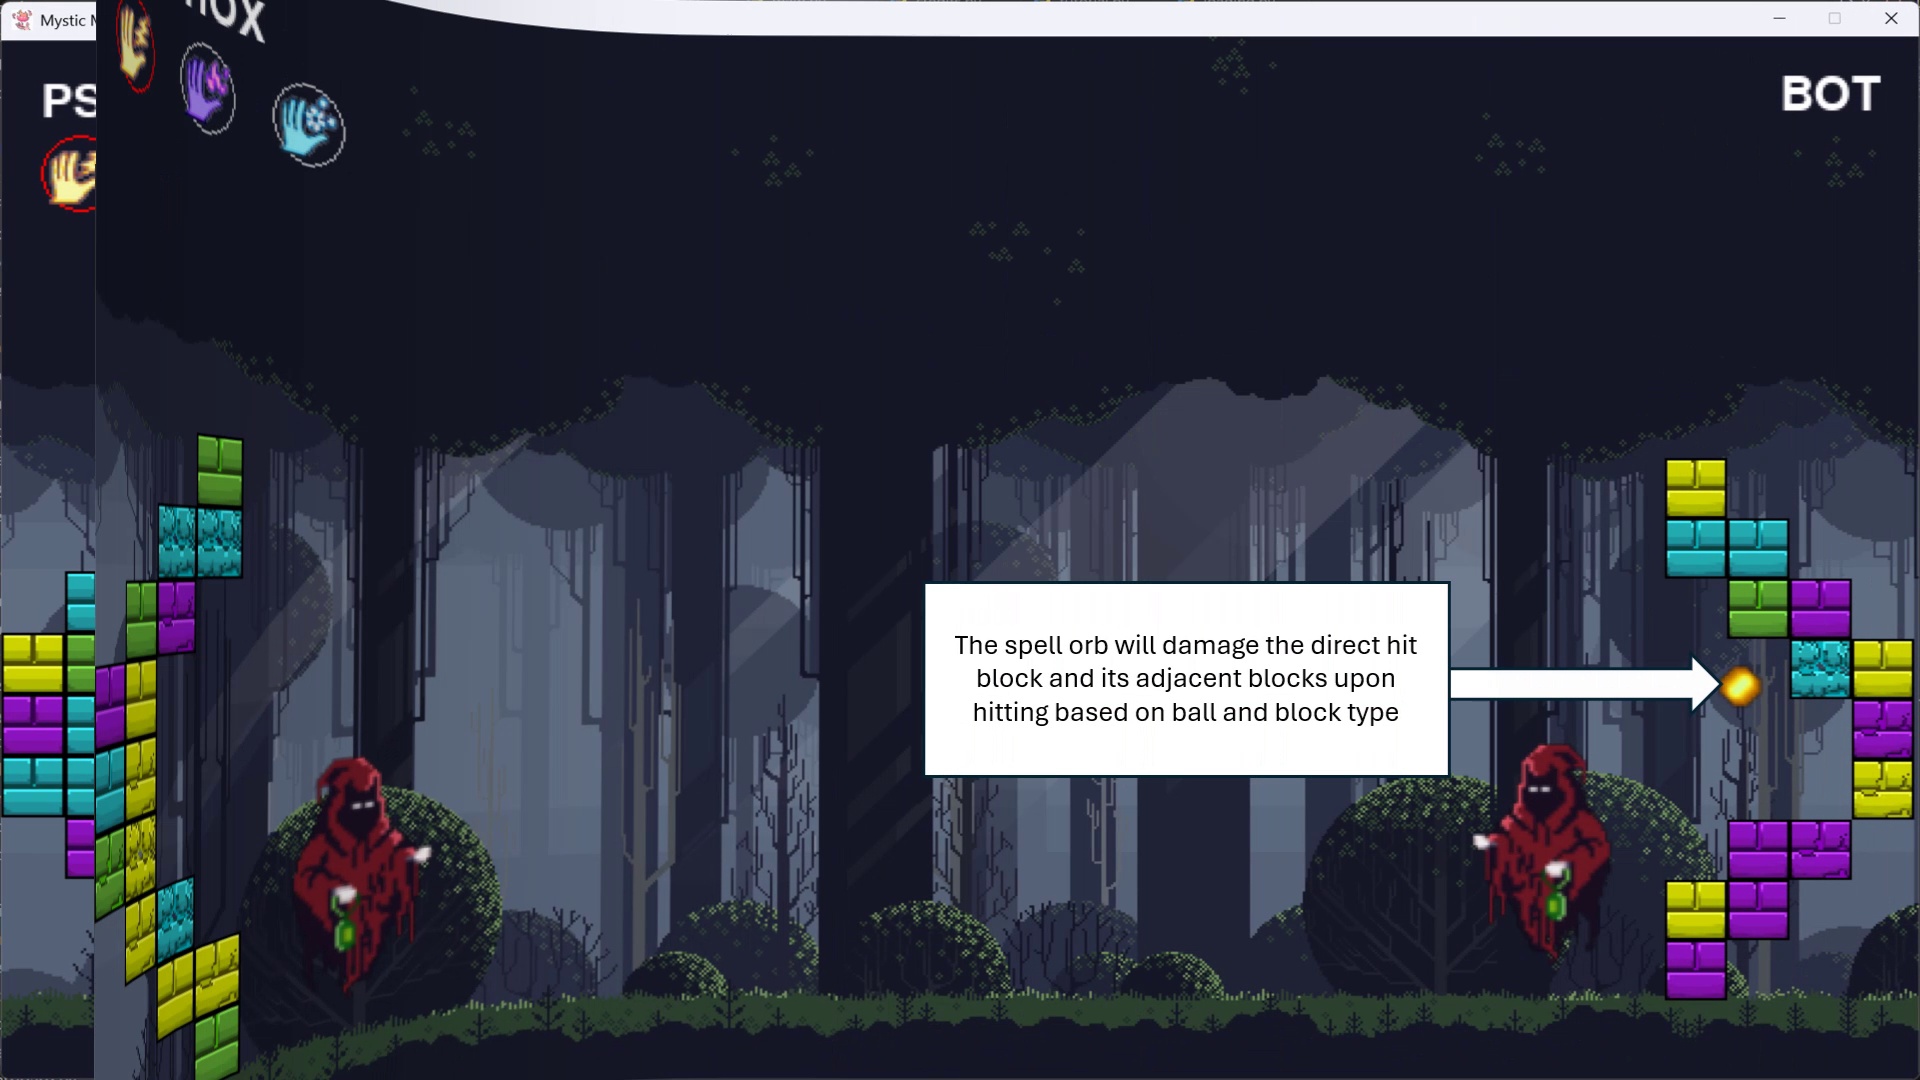 Mystic
PS
OX
BOT
The spell orb will damage the direct hit
block and its adjacent blocks upon
hitting based on ball and block type